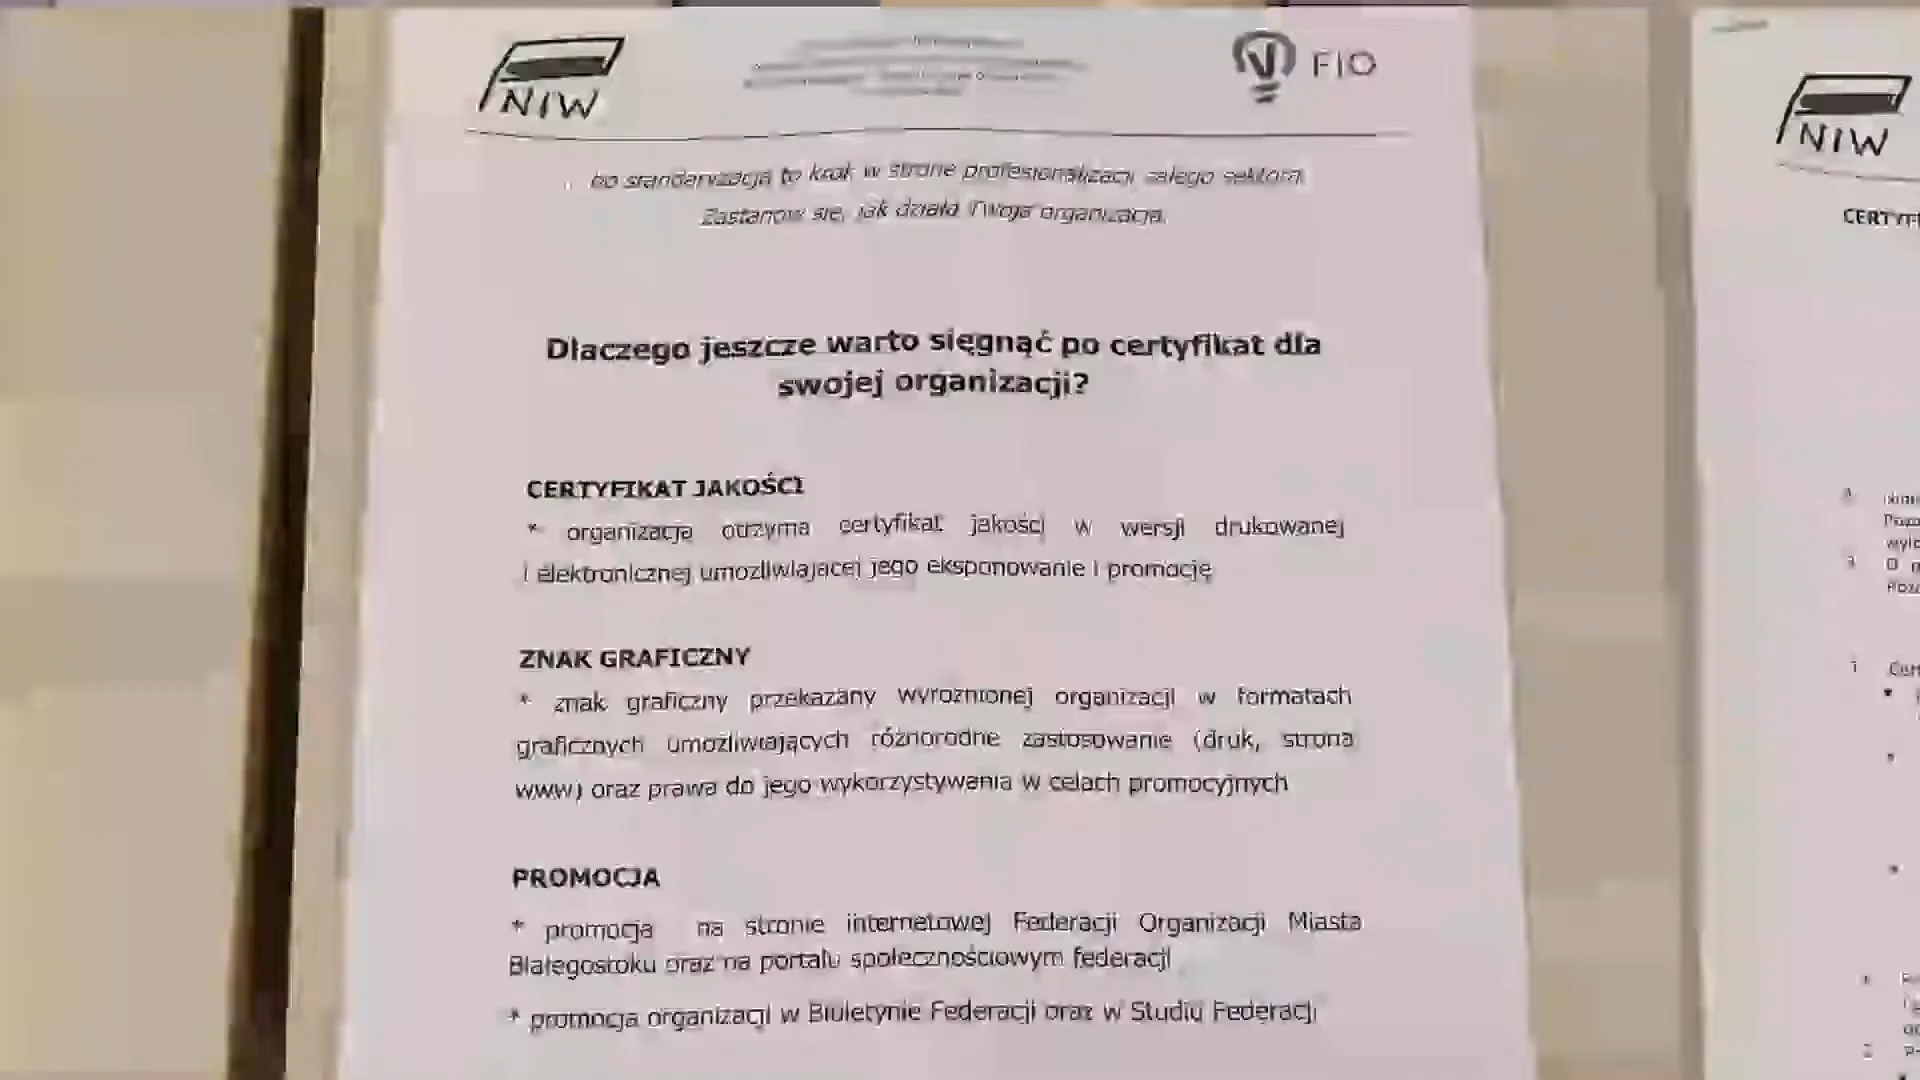 NIW
FIO
bo standaryzacja to krok w stronę profesjonalizacji całego sektora
Zastanów się, jak działa Twoja organizacja.
Dlaczego jeszcze warto sięgnąć po certyfikat dla
swojej organizacji?
CERTYFIKAT JAKOŚCI
* organizacja otrzyma certyfikat jakości w wersji drukowanej
i elektronicznej umożliwiającej jego eksponowanie i promocję
ZNAK GRAFICZNY
* znak graficzny przekazany wyróżnionej organizacji w formatach
graficznych umożliwiających różnorodne zastosowanie (druk, strona
www) oraz prawa do jego wykorzystywania w celach promocyjnych
PROMOCJA
* promocja na stronie internetowej Federacji Organizacji Miasta
Białegostoku oraz na portalu społecznościowym federacji
* promocja organizacji w Biuletynie Federacji oraz w Studiu Federacji
NIW